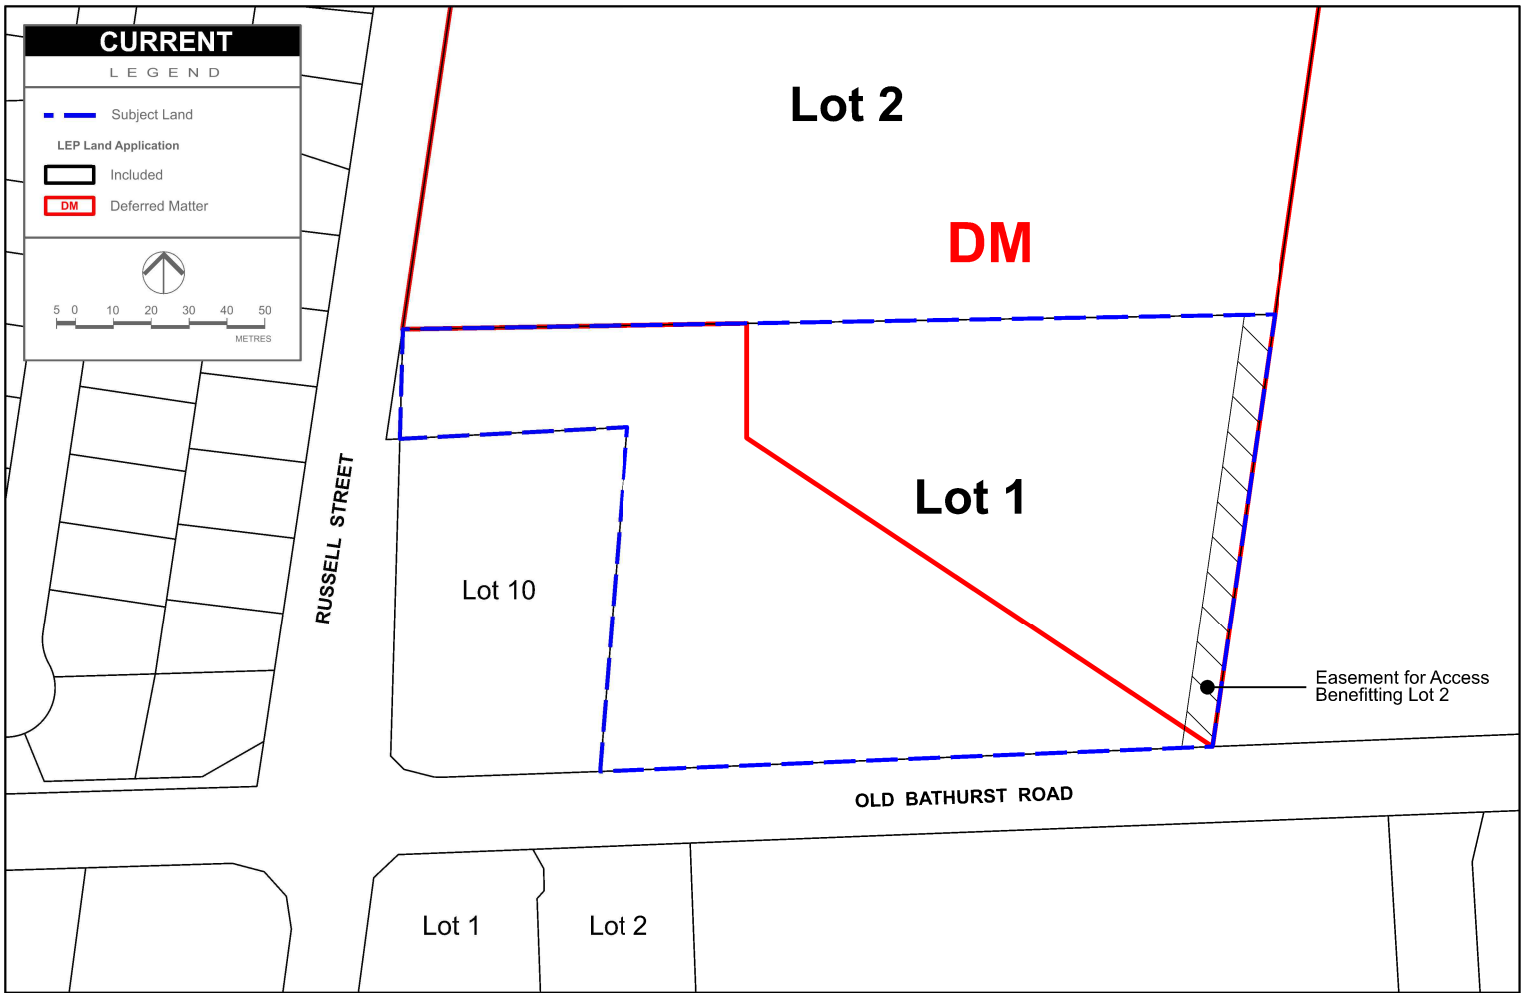 CURRENT
LEGEND
Subject Land
LEP Land Application
Included
DM Deferred Matter
5 0 10 20 30 40 50
METRES
Lot 2
DM
Lot 1
RUSSELL STREET
Lot 10
Easement for Access
Benefitting Lot 2
OLD BATHURST ROAD
Lot 1
Lot 2